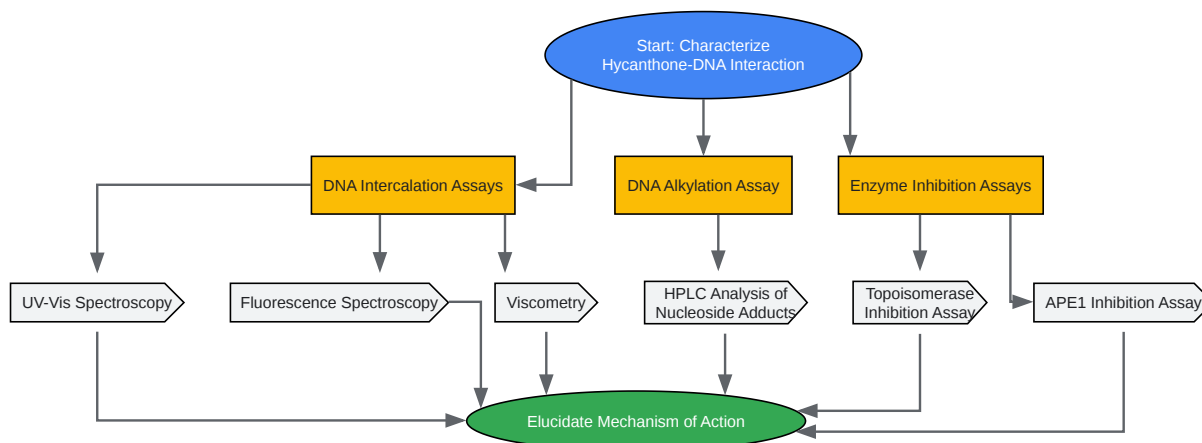 Start: Characterize
Hycanthone-DNA Interaction
DNA Intercalation Assays
DNA Alkylation Assay
Enzyme Inhibition Assays
UV-Vis Spectroscopy
Fluorescence Spectroscopy
Viscometry
HPLC Analysis of
Nucleoside Adducts
Topoisomerase
Inhibition Assay
APE1 Inhibition Assay
Elucidate Mechanism of Action